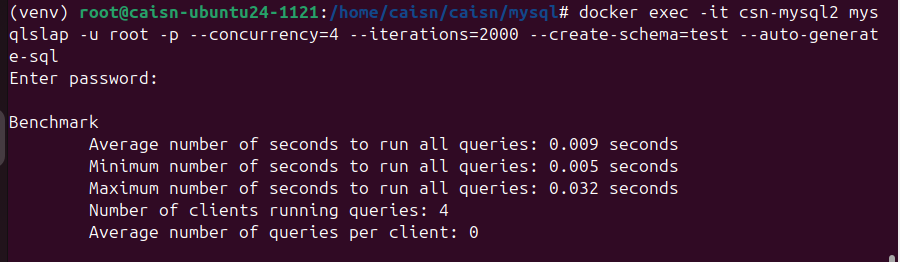 (venv) root@caisn-ubuntu24-1121:/home/caisn/caisn/mysql# docker exec -it csn-mysql2 mys
qlslap -u root -p --concurrency=4 --iterations=2000 --create-schema=test --auto-generat
e-sql
Enter password:
Benchmark
Average number of seconds to run all queries: 0.009 seconds
Minimum number of seconds to run all queries: 0.005 seconds
Maximum number of seconds to run all queries: 0.032 seconds
Number of clients running queries: 4
Average number of queries per client: 0